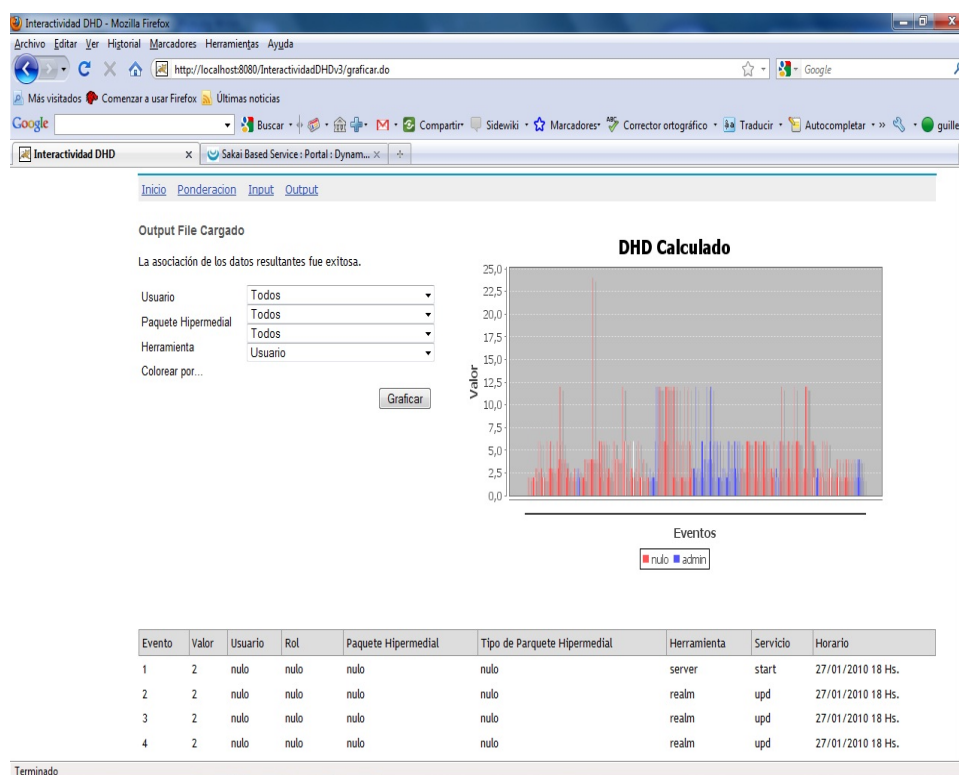 Interactividad DHD - Mozilla Firefox
Archivo Editar Ver Historial Marcadores Herramientas Ayuda
http://localhost:8080/InteractividadDHDv3/graficar.do
Google
Más visitados Comenzar a usar Firefox Últimas noticias
Google Buscar Compartir Sidewiki Marcadores Corrector ortográfico Traducir Autocompletar » guille
Interactividad DHD Sakai Based Service : Portal : Dynam...
Inicio Ponderacion Input Output
Output File Cargado
La asociación de los datos resultantes fue exitosa.
Usuario
Paquete Hipermedial
Herramienta
Colorear por...
Todos
Todos
Todos
Usuario
Graficar
DHD Calculado
25,0
22,5
20,0
17,5
15,0
12,5
10,0
7,5
5,0
2,5
0,0
Valor
Eventos
nulo admin
Evento Valor Usuario Rol Paquete Hipermedial Tipo de Parquete Hipermedial Herramienta Servicio Horario
1 2 nulo nulo nulo nulo server start 27/01/2010 18 Hs.
2 2 nulo nulo nulo nulo realm upd 27/01/2010 18 Hs.
3 2 nulo nulo nulo nulo realm upd 27/01/2010 18 Hs.
4 2 nulo nulo nulo nulo realm upd 27/01/2010 18 Hs.
Terminado